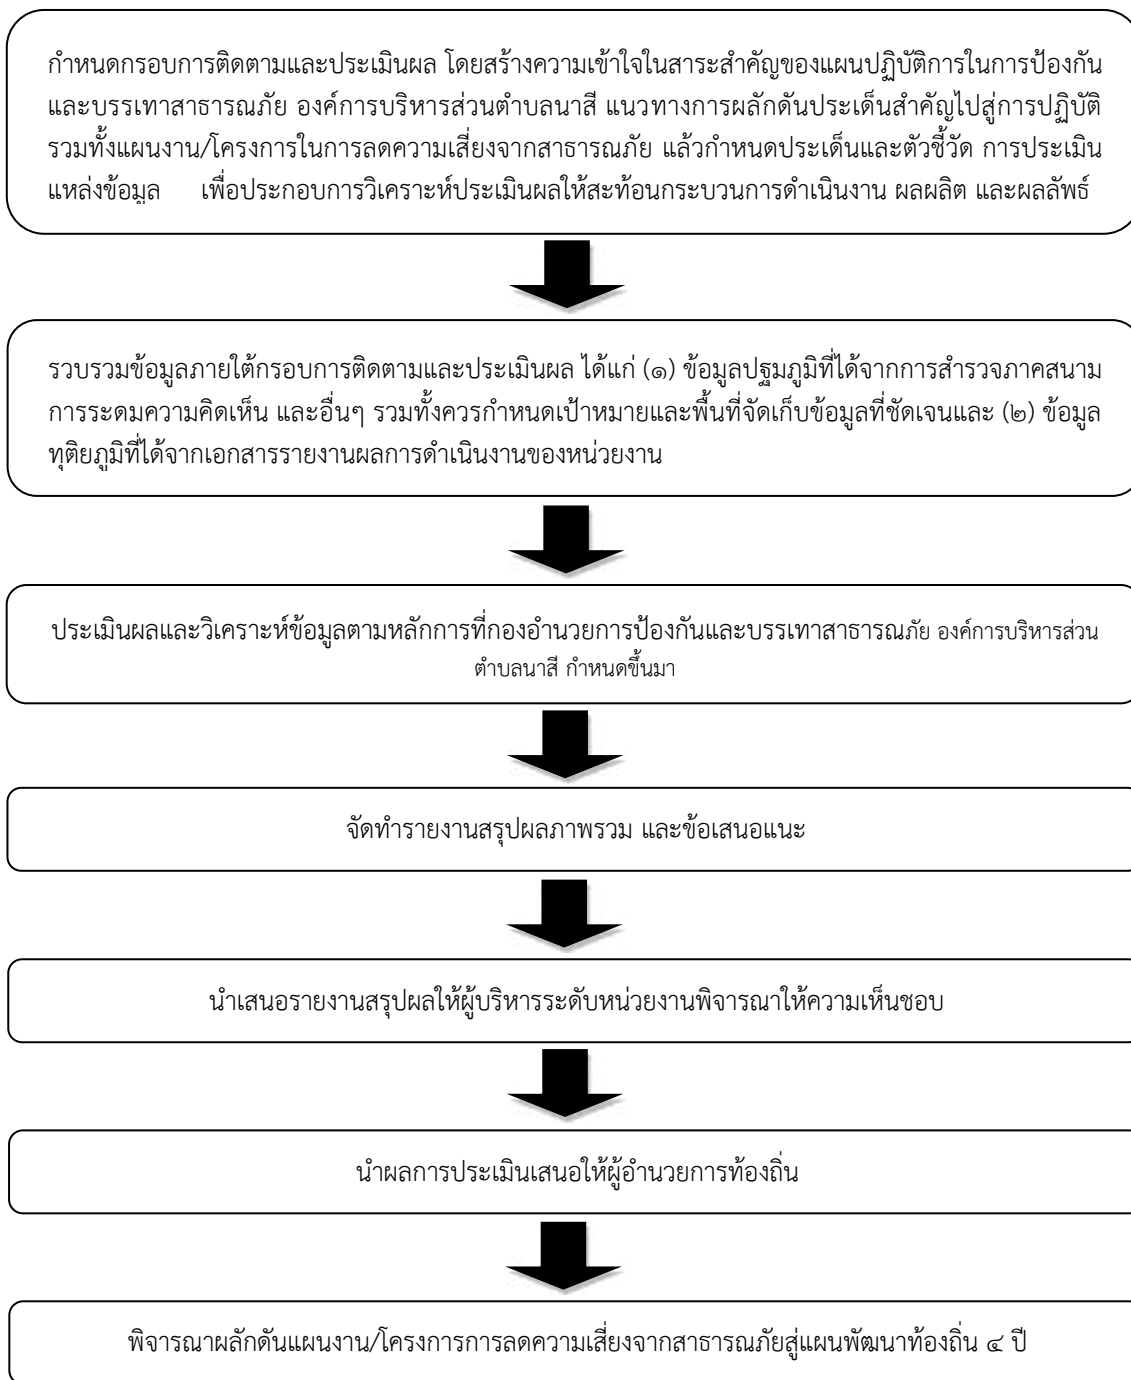 กำหนดกรอบการติดตามและประเมินผล โดยสร้างความเข้าใจในสาระสำคัญของแผนปฏิบัติการในการป้องกัน
และบรรเทาสาธารณภัย องค์การบริหารส่วนตำบลนาสี แนวทางการผลักดันประเด็นสำคัญไปสู่การปฏิบัติ
รวมทั้งแผนงาน/โครงการในการลดความเสี่ยงจากสาธารณภัย แล้วกำหนดประเด็นและตัวชี้วัด การประเมิน
แหล่งข้อมูล เพื่อประกอบการวิเคราะห์ประเมินผลให้สะท้อนกระบวนการดำเนินงาน ผลผลิต และผลลัพธ์
รวบรวมข้อมูลภายใต้กรอบการติดตามและประเมินผล ได้แก่ (๑) ข้อมูลปฐมภูมิที่ได้จากการสำรวจภาคสนาม
การระดมความคิดเห็น และอื่นๆ รวมทั้งควรกำหนดเป้าหมายและพื้นที่จัดเก็บข้อมูลที่ชัดเจนและ (๒) ข้อมูล
ทุติยภูมิที่ได้จากเอกสารรายงานผลการดำเนินงานของหน่วยงาน
ประเมินผลและวิเคราะห์ข้อมูลตามหลักการที่กองอำนวยการป้องกันและบรรเทาสาธารณภัย องค์การบริหารส่วน
ตำบลนาสี กำหนดขึ้นมา
จัดทำรายงานสรุปผลภาพรวม และข้อเสนอแนะ
นำเสนอรายงานสรุปผลให้ผู้บริหารระดับหน่วยงานพิจารณาให้ความเห็นชอบ
นำผลการประเมินเสนอให้ผู้อำนวยการท้องถิ่น
พิจารณาผลักดันแผนงาน/โครงการการลดความเสี่ยงจากสาธารณภัยสู่แผนพัฒนาท้องถิ่น ๔ ปี